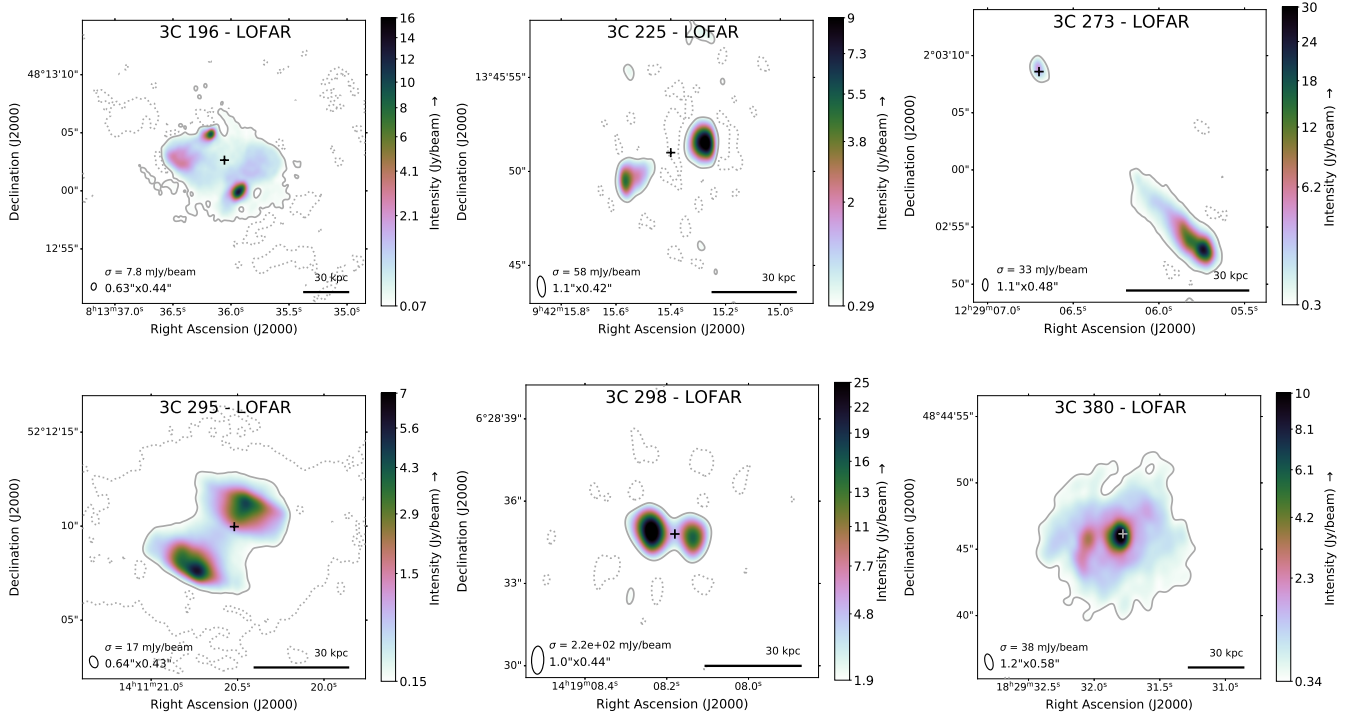 3C 196 - LOFAR
48°13'10"
05"
00"
12'55"
Declination (J2000)
σ = 7.8 mJy/beam
0.63"x0.44"
30 kpc
8ʰ13ᵐ37.0ˢ 36.5ˢ 36.0ˢ 35.5ˢ 35.0ˢ
Right Ascension (J2000)
16
14
12
10
8
6
4.1
2.1
0.07
Intensity (Jy/beam) →
3C 225 - LOFAR
13°45'55"
50"
45"
Declination (J2000)
σ = 58 mJy/beam
1.1"x0.42"
30 kpc
9ʰ42ᵐ15.8ˢ 15.6ˢ 15.4ˢ 15.2ˢ 15.0ˢ
Right Ascension (J2000)
9
7.3
5.5
3.8
2
0.29
Intensity (Jy/beam) →
3C 273 - LOFAR
2°03'10"
05"
00"
02'55"
50"
Declination (J2000)
σ = 33 mJy/beam
1.1"x0.48"
30 kpc
12ʰ29ᵐ07.0ˢ 06.5ˢ 06.0ˢ 05.5ˢ
Right Ascension (J2000)
30
24
18
12
6.2
0.3
Intensity (Jy/beam) →
3C 295 - LOFAR
52°12'15"
10"
05"
Declination (J2000)
σ = 17 mJy/beam
0.64"x0.43"
30 kpc
14ʰ11ᵐ21.0ˢ 20.5ˢ 20.0ˢ
Right Ascension (J2000)
7
5.6
4.3
2.9
1.5
0.15
Intensity (Jy/beam) →
3C 298 - LOFAR
6°28'39"
36"
33"
30"
Declination (J2000)
σ = 2.2e+02 mJy/beam
1.0"x0.44"
30 kpc
14ʰ19ᵐ08.4ˢ 08.2ˢ 08.0ˢ
Right Ascension (J2000)
25
22
19
16
13
11
7.7
4.8
1.9
Intensity (Jy/beam) →
3C 380 - LOFAR
48°44'55"
50"
45"
40"
Declination (J2000)
σ = 38 mJy/beam
1.2"x0.58"
30 kpc
18ʰ29ᵐ32.5ˢ 32.0ˢ 31.5ˢ 31.0ˢ
Right Ascension (J2000)
10
8.1
6.1
4.2
2.3
0.34
Intensity (Jy/beam) →